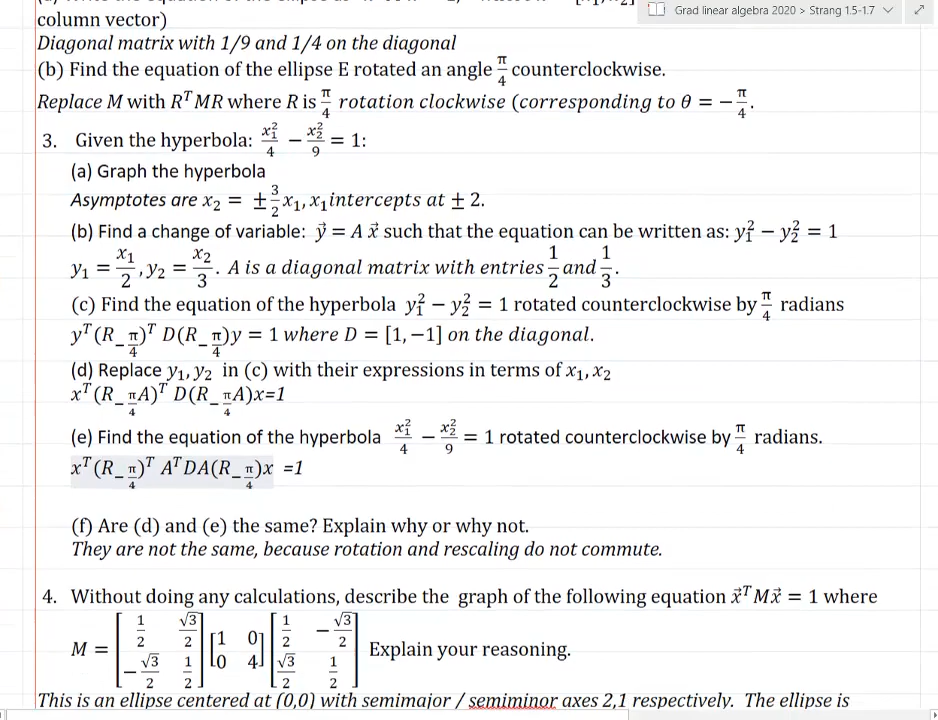 Grad linear algebra 2020 > Strang 1.5-1.7
column vector)
Diagonal matrix with 1/9 and 1/4 on the diagonal
(b) Find the equation of the ellipse E rotated an angle π/4 counterclockwise.
Replace M with R^T MR where R is π/4 rotation clockwise (corresponding to θ = −π/4.
3. Given the hyperbola: x₁²/4 − x₂²/9 = 1:
(a) Graph the hyperbola
Asymptotes are x₂ = ±3/2 x₁, x₁ intercepts at ± 2.
(b) Find a change of variable: y⃗ = A x⃗ such that the equation can be written as: y₁² − y₂² = 1
y₁ = x₁/2, y₂ = x₂/3. A is a diagonal matrix with entries 1/2 and 1/3.
(c) Find the equation of the hyperbola y₁² − y₂² = 1 rotated counterclockwise by π/4 radians
y^T (R_{−π/4})^T D(R_{−π/4})y = 1 where D = [1, −1] on the diagonal.
(d) Replace y₁, y₂ in (c) with their expressions in terms of x₁, x₂
x^T (R_{−π/4}A)^T D(R_{−π/4}A)x=1
(e) Find the equation of the hyperbola x₁²/4 − x₂²/9 = 1 rotated counterclockwise by π/4 radians.
x^T (R_{−π/4})^T A^T DA(R_{−π/4})x =1
(f) Are (d) and (e) the same? Explain why or why not.
They are not the same, because rotation and rescaling do not commute.
4. Without doing any calculations, describe the graph of the following equation x⃗^T Mx⃗ = 1 where
M = [1/2 √3/2; −√3/2 1/2] [1 0; 0 4] [1/2 −√3/2; √3/2 1/2] Explain your reasoning.
This is an ellipse centered at (0,0) with semimajor / semiminor axes 2,1 respectively. The ellipse is